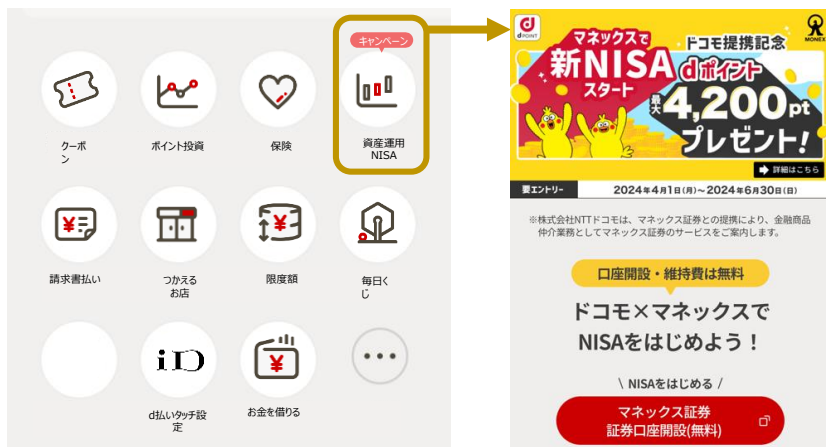 キャンペーン
クーポ
ン
ポイント投資
保険
資産運用
NISA
請求書払い
つかえる
お店
限度額
毎日く
じ
iD
d払いタッチ設
定
お金を借りる
d
d POINT
マネックスで
新NISA
スタート
ドコモ提携記念
MONEX
dポイント
最大4,200pt
プレゼント!
詳細はこちら
要エントリー 2024年4月1日(月)~2024年6月30日(日)
※株式会社NTTドコモは、マネックス証券との提携により、金融商品
仲介業務としてマネックス証券のサービスをご案内します。
口座開設・維持費は無料
ドコモ×マネックスで
NISAをはじめよう！
\ NISAをはじめる /
マネックス証券
証券口座開設(無料)